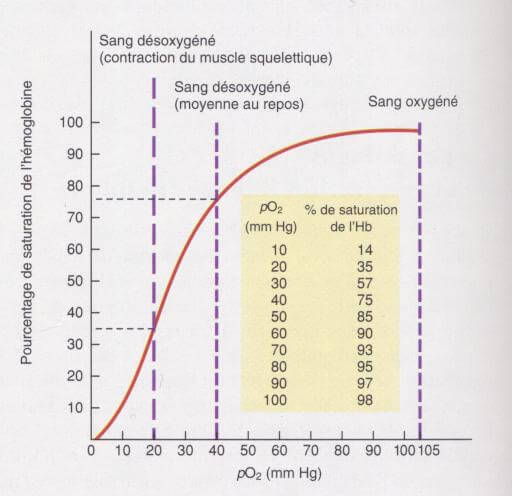 Sang désoxygéné
(contraction du muscle squelettique)
Sang désoxygéné
(moyenne au repos)
Sang oxygéné
Pourcentage de saturation de l'hémoglobine
100
90
80
70
60
50
40
30
20
10
pO2 % de saturation
(mm Hg) de l'Hb
10 14
20 35
30 57
40 75
50 85
60 90
70 93
80 95
90 97
100 98
0 10 20 30 40 50 60 70 80 90 100 105
pO2 (mm Hg)